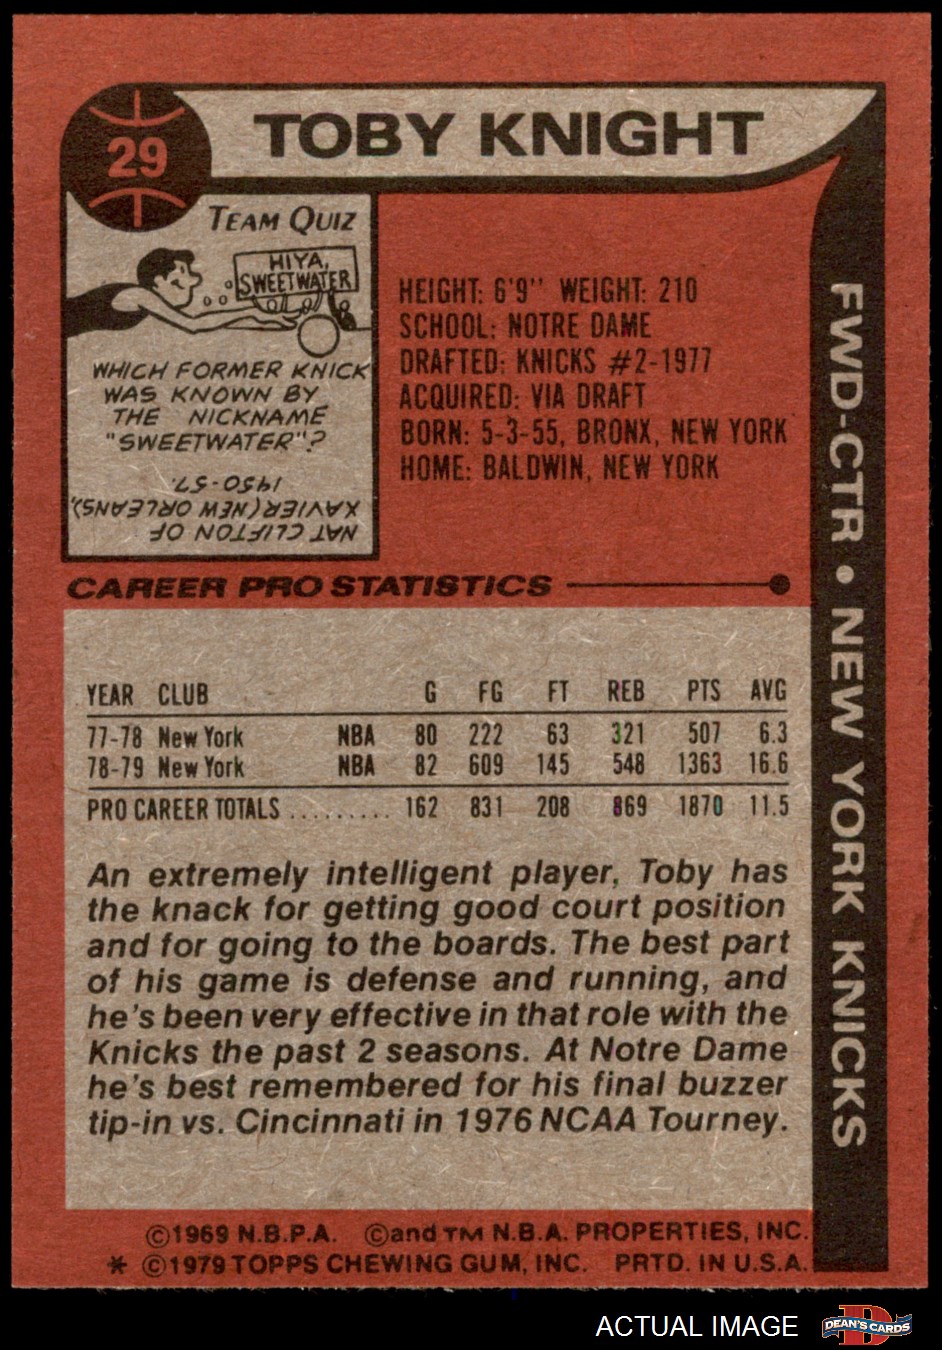 29
TOBY KNIGHT
TEAM QUIZ
HIYA,
SWEETWATER
WHICH FORMER KNICK
WAS KNOWN BY
THE NICKNAME
"SWEETWATER"?
NAT CLIFTON OF
XAVIER (NEW ORLEANS),
1950-57.
HEIGHT: 6'9" WEIGHT: 210
SCHOOL: NOTRE DAME
DRAFTED: KNICKS #2-1977
ACQUIRED: VIA DRAFT
BORN: 5-3-55, BRONX, NEW YORK
HOME: BALDWIN, NEW YORK
FWD-CTR • NEW YORK KNICKS
CAREER PRO STATISTICS
YEAR CLUB G FG FT REB PTS AVG
77-78 New York NBA 80 222 63 321 507 6.3
78-79 New York NBA 82 609 145 548 1363 16.6
PRO CAREER TOTALS ......... 162 831 208 869 1870 11.5
An extremely intelligent player, Toby has
the knack for getting good court position
and for going to the boards. The best part
of his game is defense and running, and
he's been very effective in that role with the
Knicks the past 2 seasons. At Notre Dame
he's best remembered for his final buzzer
tip-in vs. Cincinnati in 1976 NCAA Tourney.
©1969 N.B.P.A. ©and TM N.B.A. PROPERTIES, INC.
* ©1979 TOPPS CHEWING GUM, INC. PRTD. IN U.S.A.
ACTUAL IMAGE
D
DEAN'S CARDS